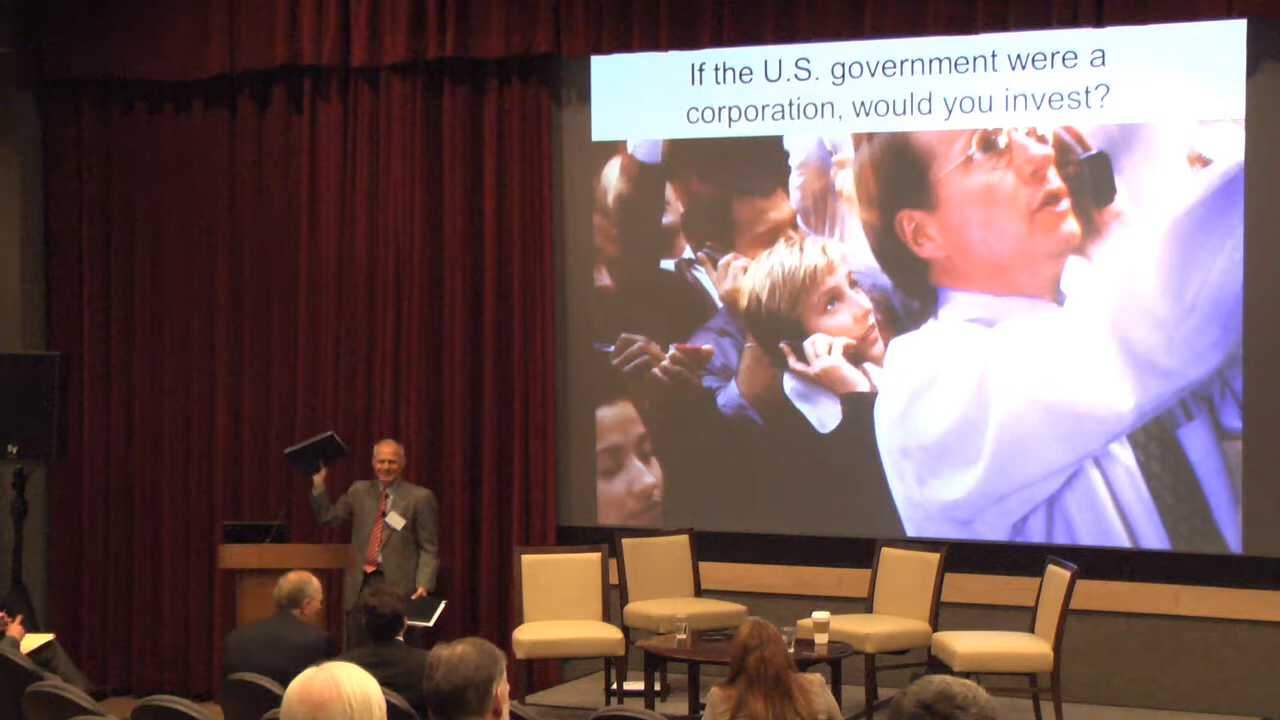 If the U.S. government were a
corporation, would you invest?